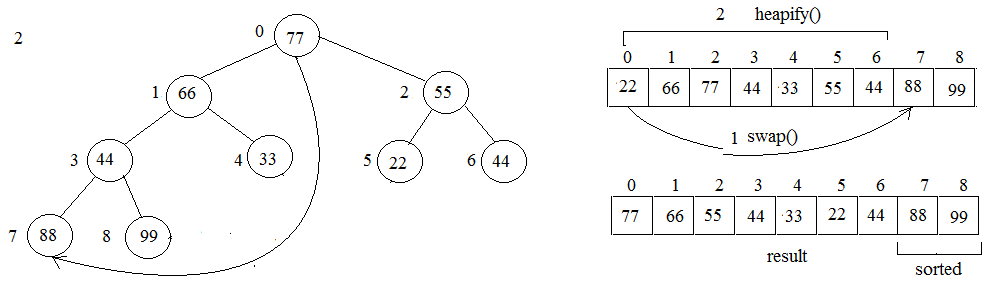 2
0 77
1 66 2 55
3 44 4 33 5 22 6 44
7 88 8 99
2 heapify()
0 1 2 3 4 5 6 7 8
22 66 77 44 33 55 44 88 99
1 swap()
0 1 2 3 4 5 6 7 8
77 66 55 44 33 22 44 88 99
result
sorted